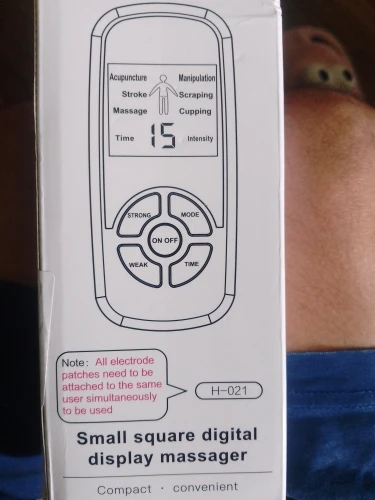 Acupuncture Manipulation
Stroke Scraping
Massage Cupping
Time 15 Intensity
STRONG MODE
ON OFF
WEAK TIME
Note: All electrode
patches need to be
attached to the same
user simultaneously
to be used
H-021
Small square digital
display massager
Compact · convenient